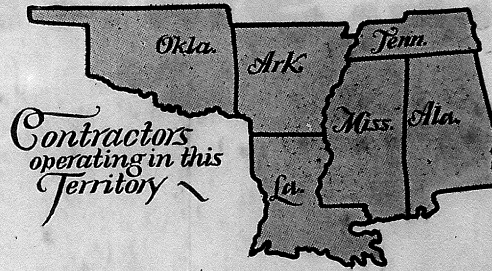 Okla.
Ark
Tenn.
Miss.
Ala.
La.
Contractors
operating in this
Territory